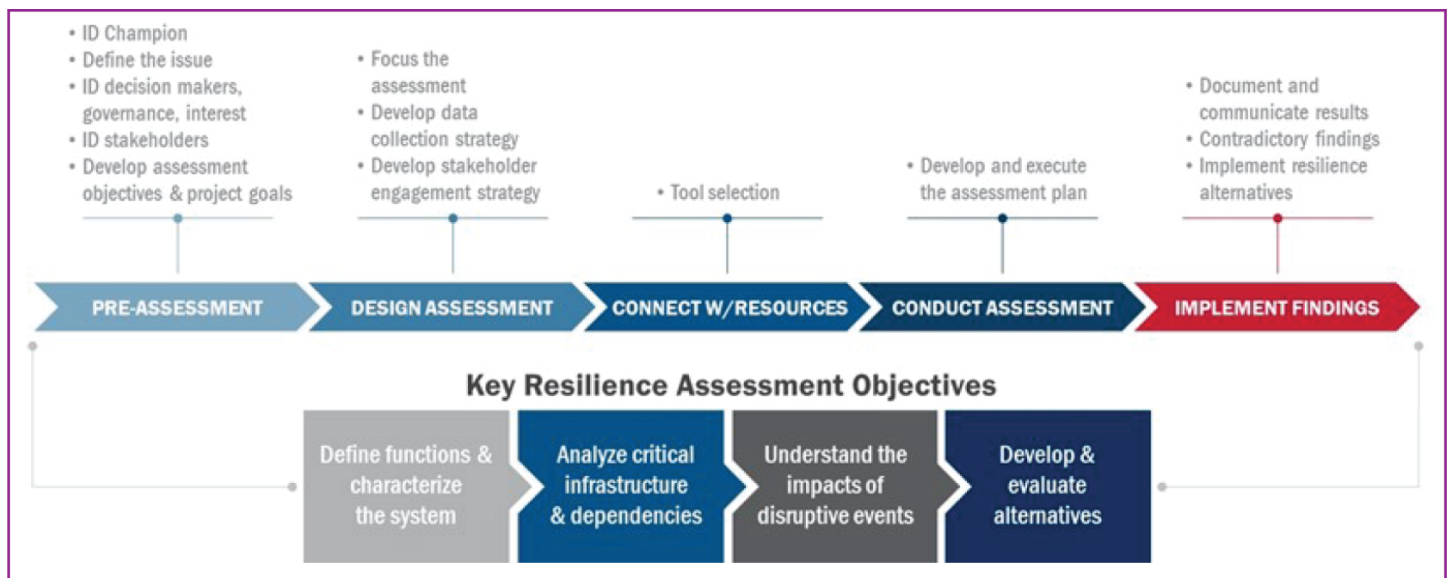 • ID Champion
• Define the issue
• ID decision makers,
governance, interest
• ID stakeholders
• Develop assessment
objectives & project goals
• Focus the
assessment
• Develop data
collection strategy
• Develop stakeholder
engagement strategy
• Tool selection
• Develop and execute
the assessment plan
• Document and
communicate results
• Contradictory findings
• Implement resilience
alternatives
PRE-ASSESSMENT
DESIGN ASSESSMENT
CONNECT W/RESOURCES
CONDUCT ASSESSMENT
IMPLEMENT FINDINGS
Key Resilience Assessment Objectives
Define functions &
characterize
the system
Analyze critical
infrastructure
& dependencies
Understand the
impacts of
disruptive events
Develop &
evaluate
alternatives